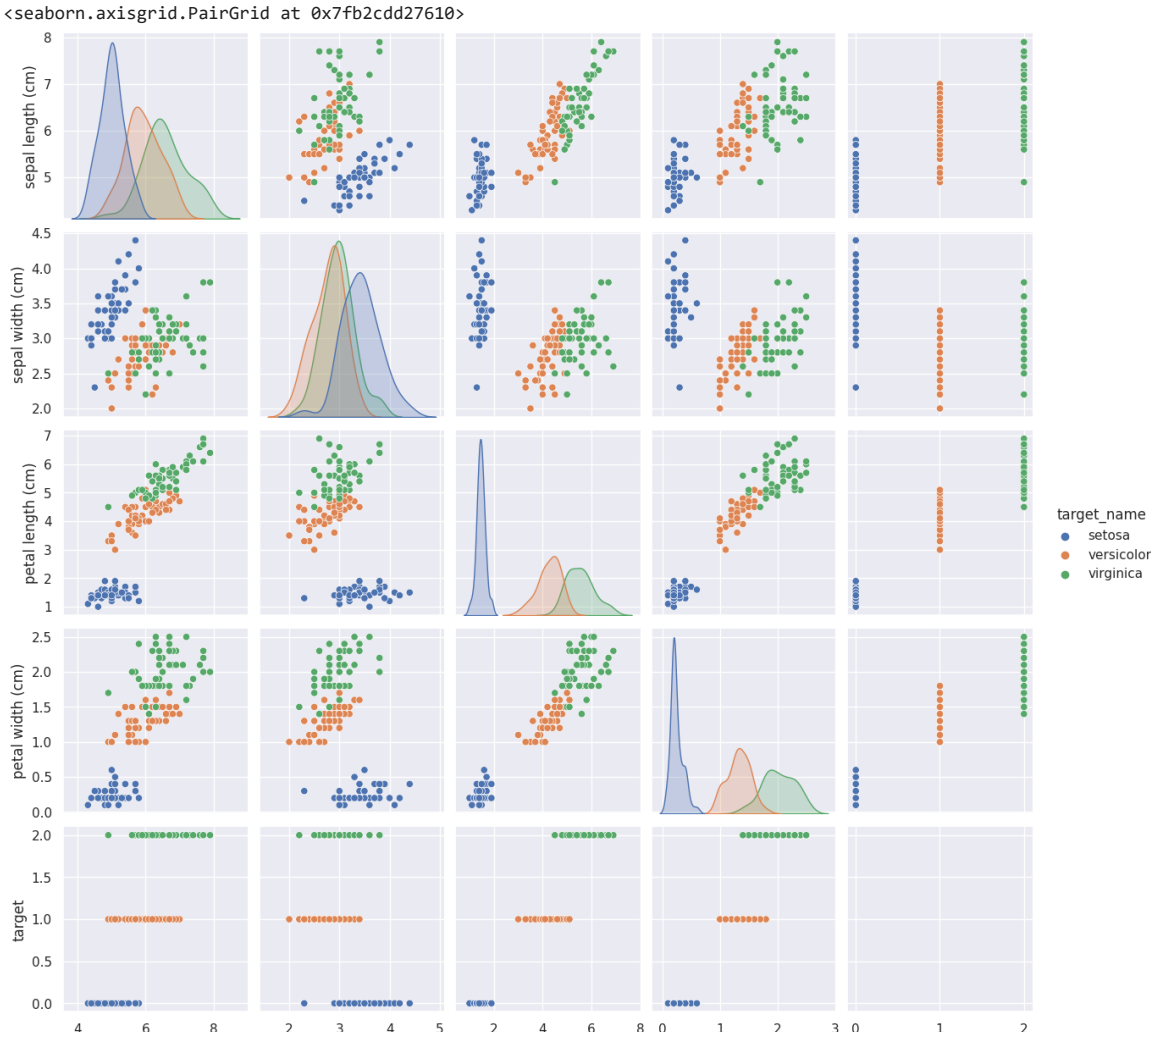 <seaborn.axisgrid.PairGrid at 0x7fb2cdd27610>
8
7
6
5
sepal length (cm)
4.5
4.0
3.5
3.0
2.5
2.0
sepal width (cm)
7
6
5
4
3
2
1
petal length (cm)
target_name
setosa
versicolor
virginica
2.5
2.0
1.5
1.0
0.5
0.0
petal width (cm)
2.0
1.5
1.0
0.5
0.0
target
4 6 8 2 3 4 5 2 4 6 8 0 1 2 3 0 1 2